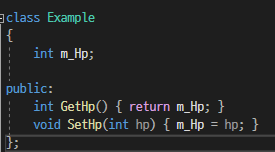 class Example
{
    int m_Hp;

public:
    int GetHp() { return m_Hp; }
    void SetHp(int hp) { m_Hp = hp; }
};